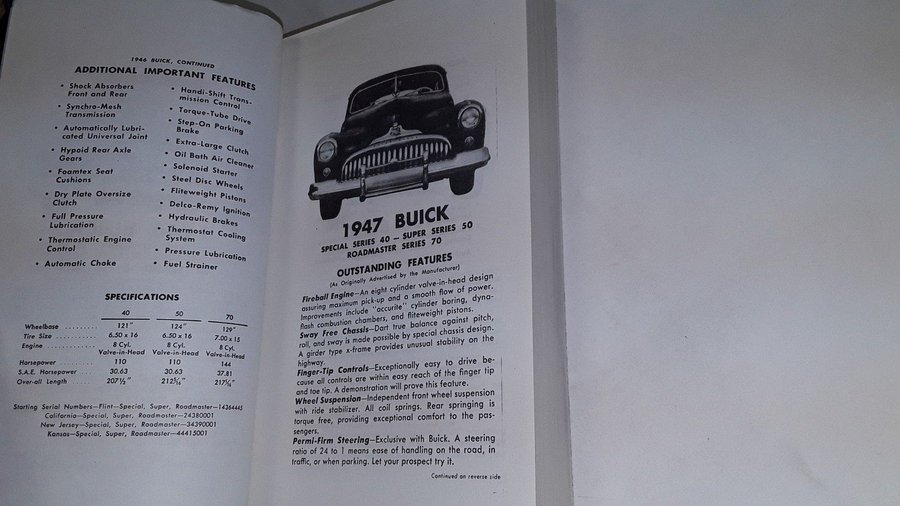 1946 BUICK, CONTINUED
ADDITIONAL IMPORTANT FEATURES
• Shock Absorbers
Front and Rear
• Synchro-Mesh
Transmission
• Automatically Lubri-
cated Universal Joint
• Hypoid Rear Axle
Gears
• Foamtex Seat
Cushions
• Dry Plate Oversize
Clutch
• Full Pressure
Lubrication
• Thermostatic Engine
Control
• Automatic Choke
• Handi-Shift Trans-
mission Control
• Torque-Tube Drive
• Step-On Parking
Brake
• Extra-Large Clutch
• Oil Bath Air Cleaner
• Solenoid Starter
• Steel Disc Wheels
• Fliteweight Pistons
• Delco-Remy Ignition
• Hydraulic Brakes
• Thermostat Cooling
System
• Pressure Lubrication
• Fuel Strainer
SPECIFICATIONS
40 50 70
Wheelbase .......... 121" 124" 129"
Tire Size ........... 6.50 x 16 6.50 x 16 7.00 x 15
Engine ............. 8 Cyl. 8 Cyl. 8 Cyl.
Valve-in-Head Valve-in-Head Valve-in-Head
Horsepower ......... 110 110 144
S.A.E. Horsepower .... 30.63 30.63 37.81
Over-all Length ...... 207½"
Starting Serial Numbers—Flint—Special, Super, Roadmaster—14364445
California—Special, Super, Roadmaster—24380001
New Jersey—Special, Super, Roadmaster—34390001
Kansas—Special, Super, Roadmaster—44415001
1947 BUICK
SPECIAL SERIES 40 — SUPER SERIES 50
ROADMASTER SERIES 70
OUTSTANDING FEATURES
(As Originally Advertised by the Manufacturer)
Fireball Engine—An eight cylinder valve-in-head design
assuring maximum pick-up and a smooth flow of power.
Improvements include "accurite" cylinder boring, dyna-
flash combustion chambers, and fliteweight pistons.
Sway Free Chassis—Dart true balance against pitch,
roll, and sway is made possible by special chassis design.
A girder type x-frame provides unusual stability on the
highway.
Finger-Tip Controls—Exceptionally easy to drive be-
cause all controls are within easy reach of the finger tip
and toe tip. A demonstration will prove this feature.
Wheel Suspension—Independent front wheel suspension
with ride stabilizer. All coil springs. Rear springing is
torque free, providing exceptional comfort to the pas-
sengers.
Permi-Firm Steering—Exclusive with Buick. A steering
ratio of 24 to 1 means ease of handling on the road, in
traffic, or when parking. Let your prospect try it.
Continued on reverse side